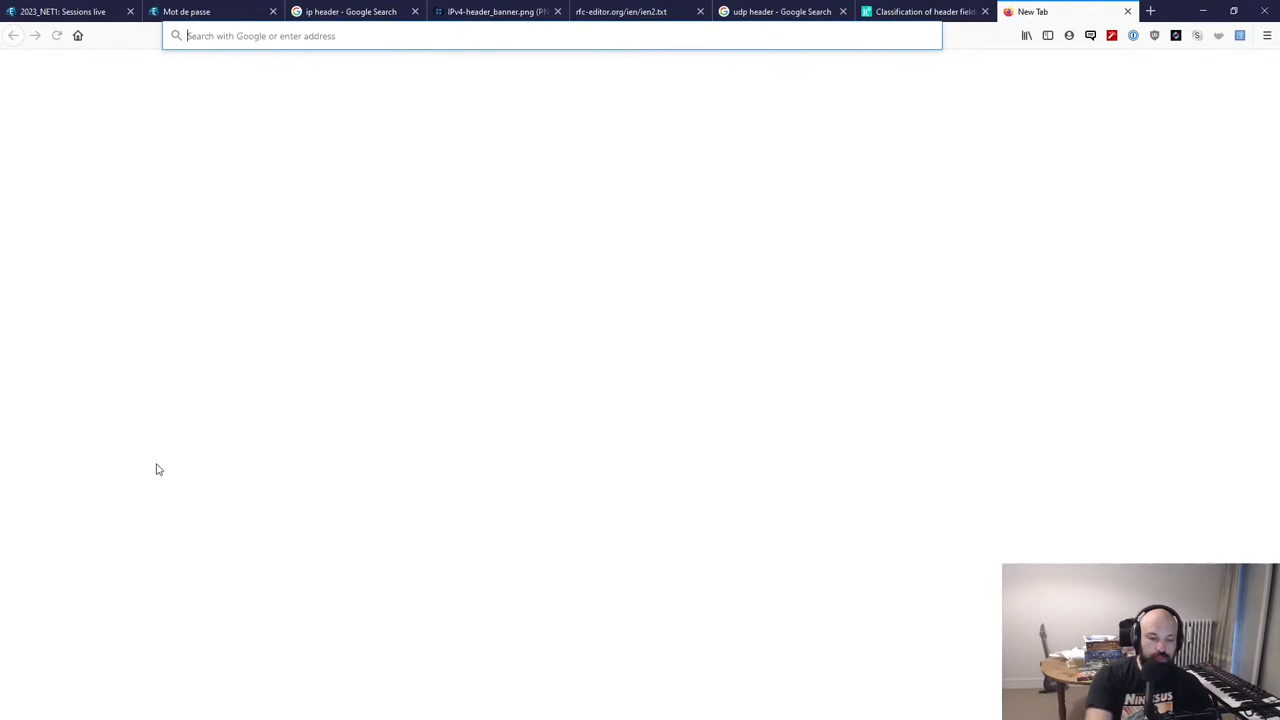 2023_NET1: Sessions live
Mot de passe
ip header - Google Search
IPv4-header_banner.png (PN
rfc-editor.org/ien/ien2.txt
udp header - Google Search
Classification of header field
New Tab
Search with Google or enter address